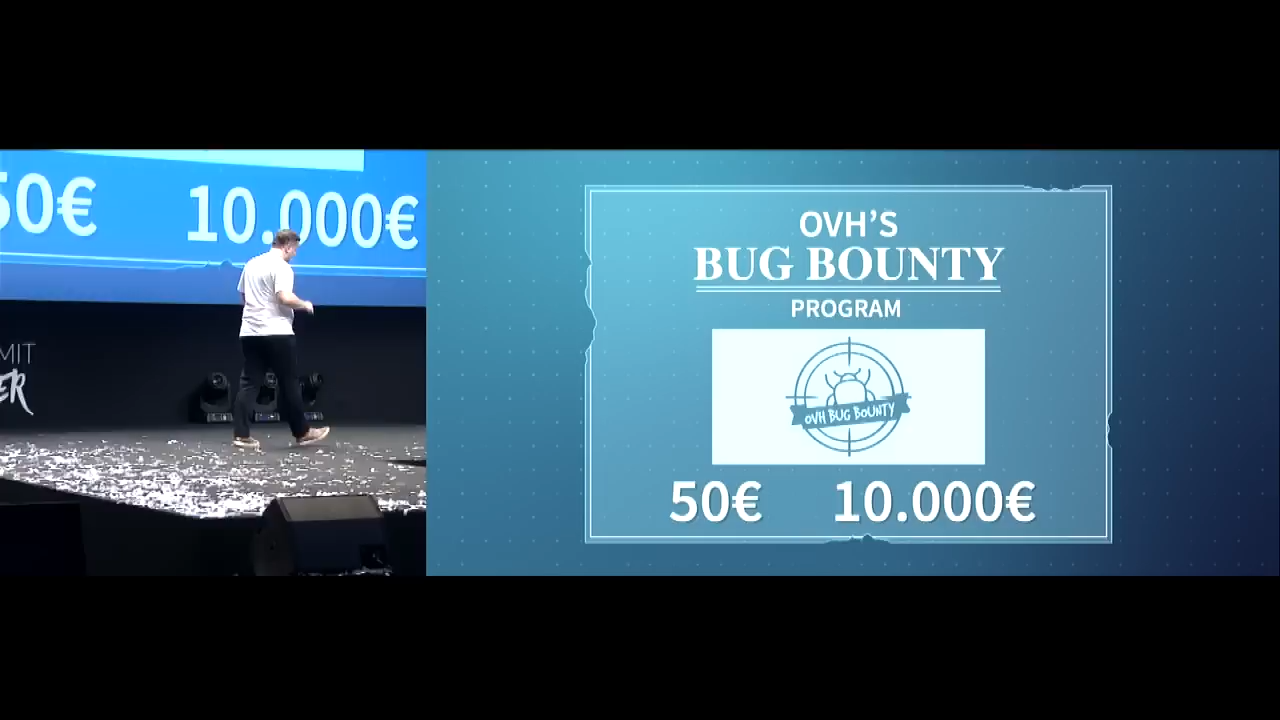 50€ 10.000€
MIT
ER
OVH'S
BUG BOUNTY
PROGRAM
OVH BUG BOUNTY
50€ 10.000€